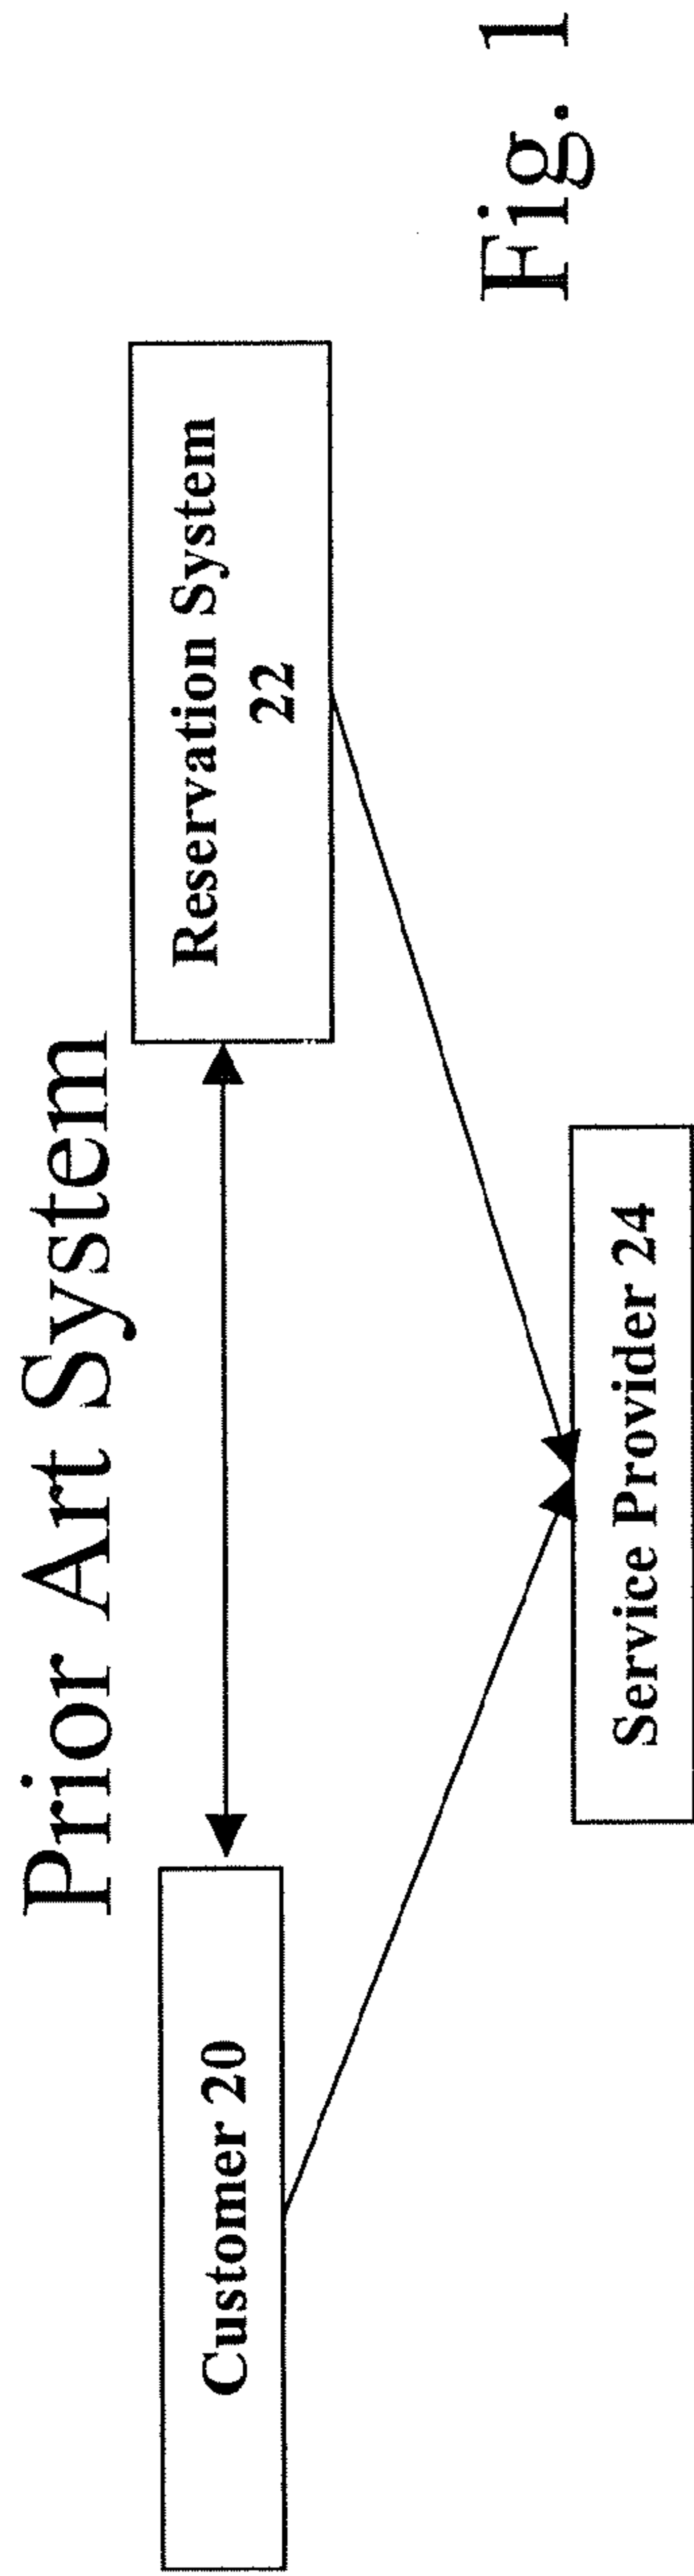 Prior Art System
Customer 20
Reservation System
22
Service Provider 24
Fig. 1